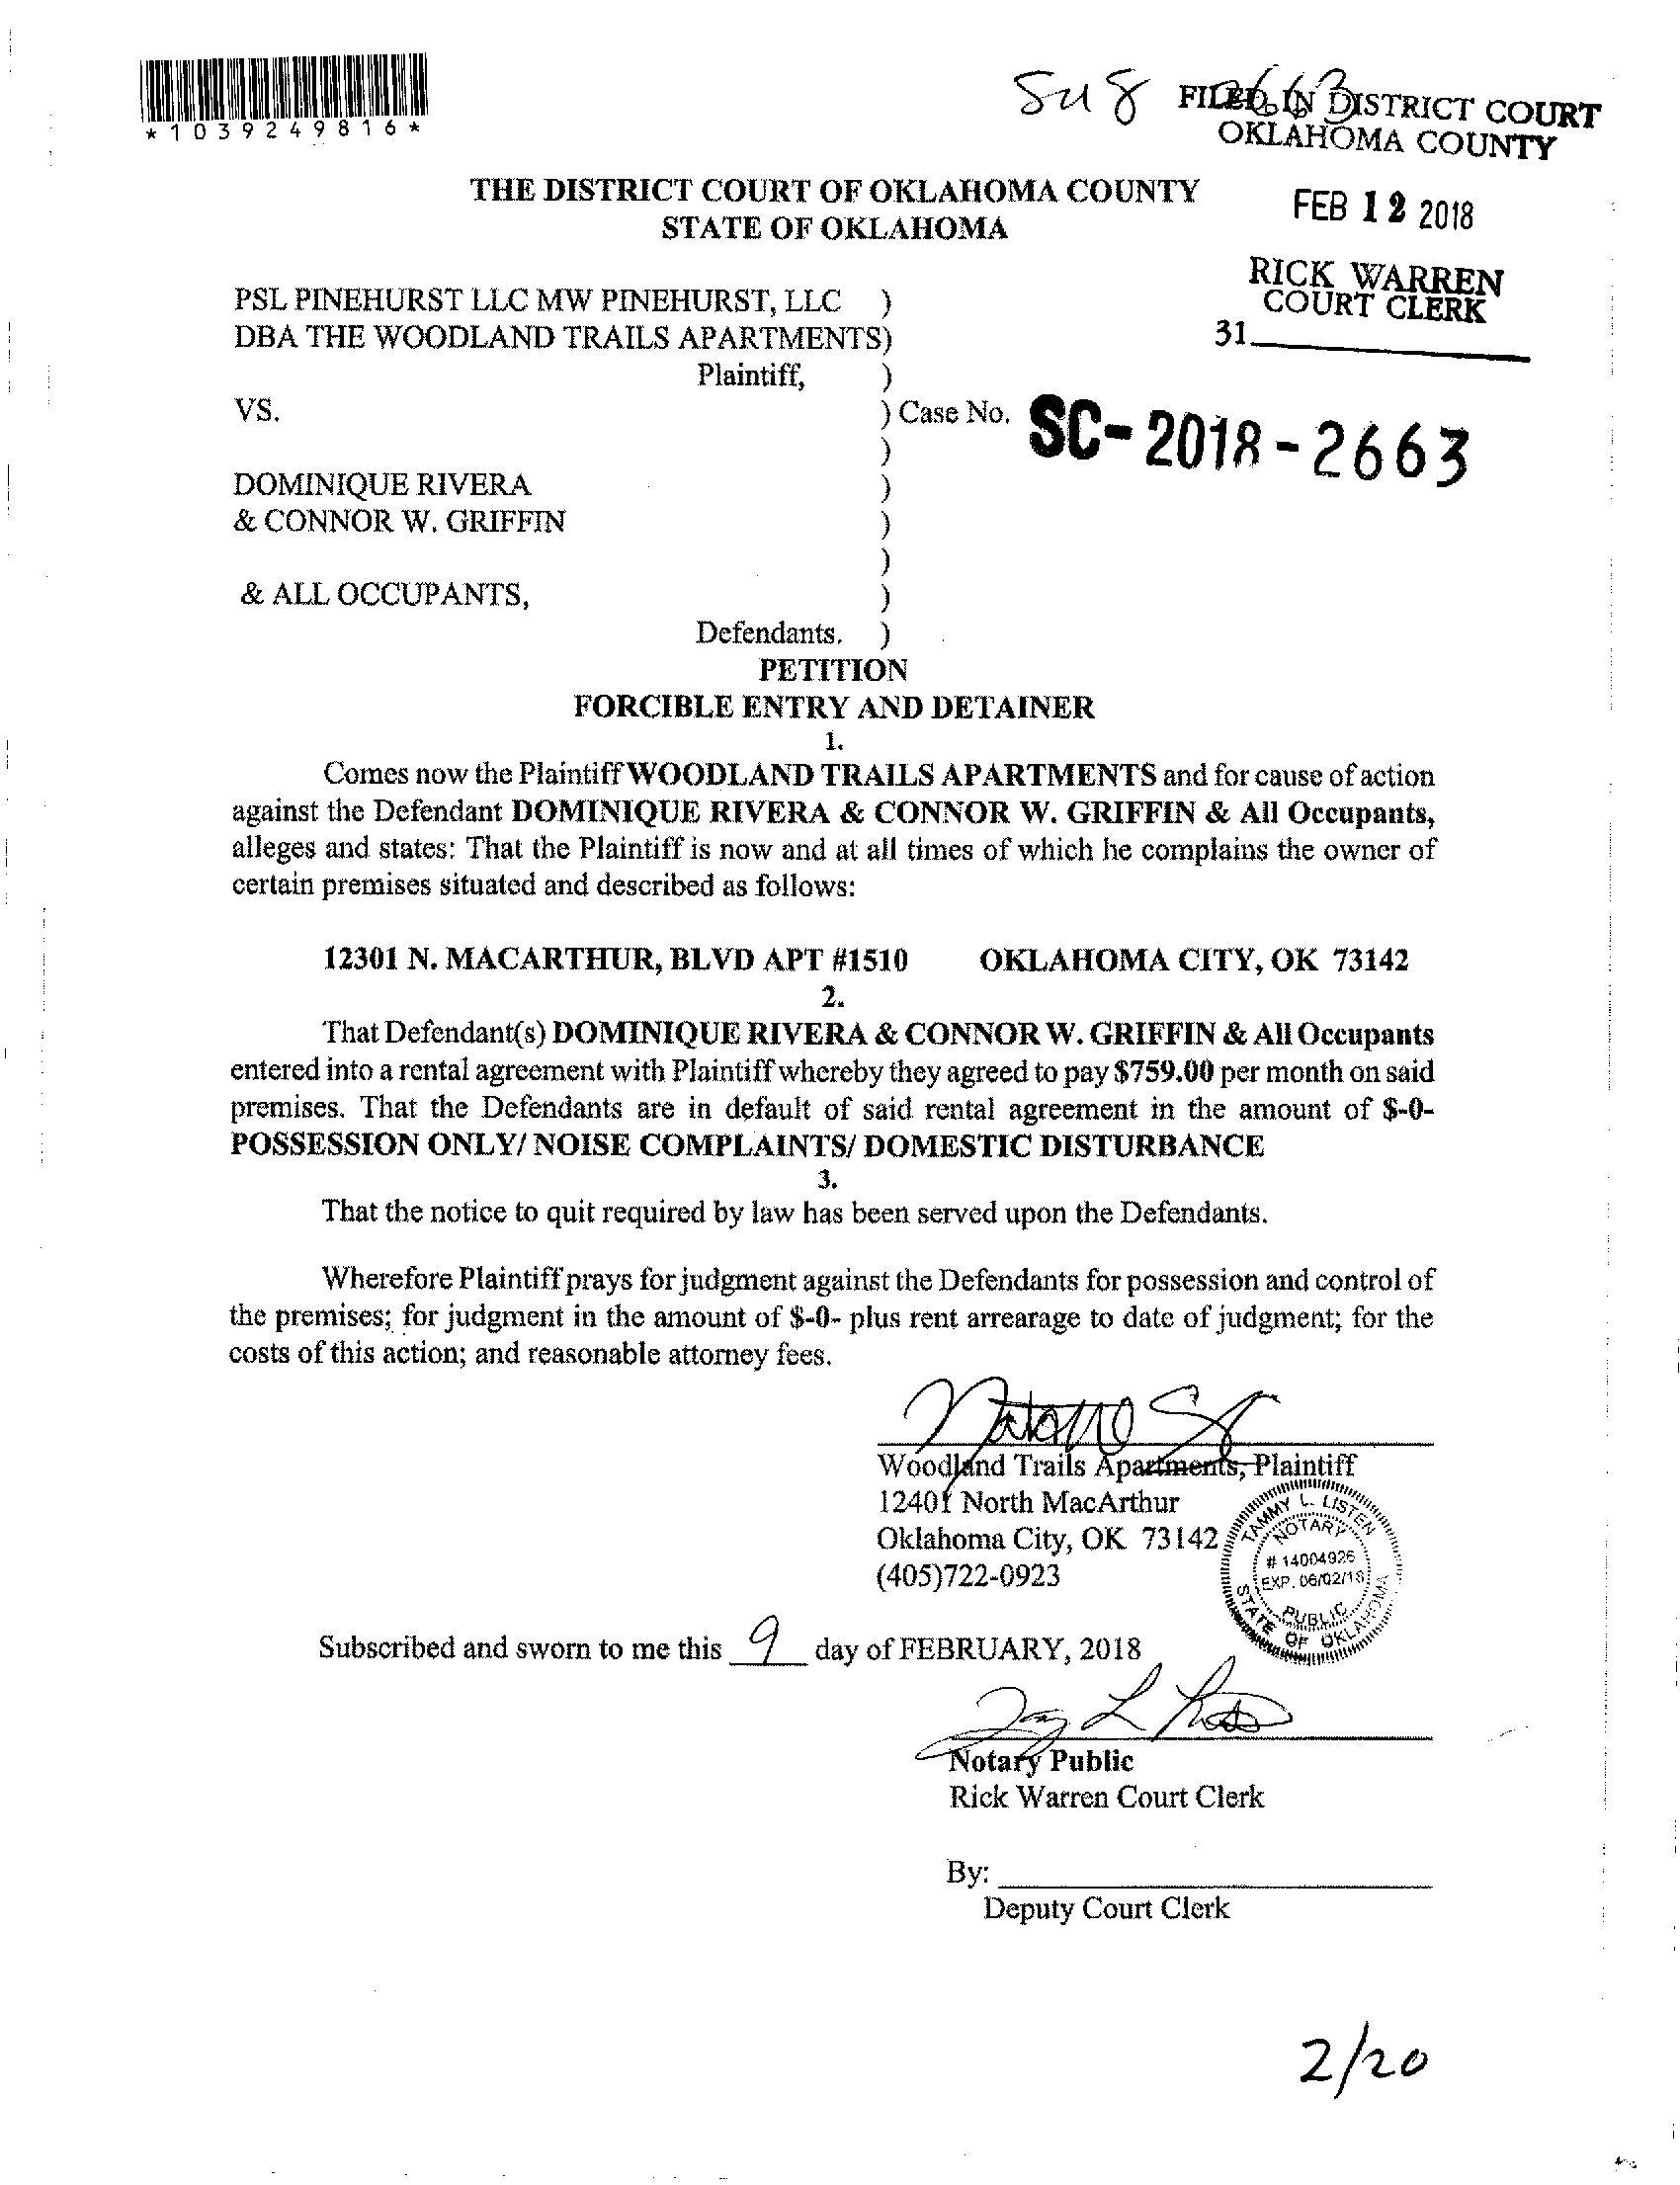 *1039249816*
SU 8 2663
FILED IN DISTRICT COURT
OKLAHOMA COUNTY
FEB 12 2018
RICK WARREN
COURT CLERK
31
THE DISTRICT COURT OF OKLAHOMA COUNTY
STATE OF OKLAHOMA
PSL PINEHURST LLC MW PINEHURST, LLC )
DBA THE WOODLAND TRAILS APARTMENTS)
Plaintiff, )
VS. ) Case No. SC-2018-2663
)
DOMINIQUE RIVERA )
& CONNOR W. GRIFFIN )
)
& ALL OCCUPANTS, )
Defendants. )
PETITION
FORCIBLE ENTRY AND DETAINER
1.
Comes now the Plaintiff WOODLAND TRAILS APARTMENTS and for cause of action
against the Defendant DOMINIQUE RIVERA & CONNOR W. GRIFFIN & All Occupants,
alleges and states: That the Plaintiff is now and at all times of which he complains the owner of
certain premises situated and described as follows:
12301 N. MACARTHUR, BLVD APT #1510 OKLAHOMA CITY, OK 73142
2.
That Defendant(s) DOMINIQUE RIVERA & CONNOR W. GRIFFIN & All Occupants
entered into a rental agreement with Plaintiff whereby they agreed to pay $759.00 per month on said
premises. That the Defendants are in default of said rental agreement in the amount of $-0-
POSSESSION ONLY/ NOISE COMPLAINTS/ DOMESTIC DISTURBANCE
3.
That the notice to quit required by law has been served upon the Defendants.
Wherefore Plaintiff prays for judgment against the Defendants for possession and control of
the premises; for judgment in the amount of $-0- plus rent arrearage to date of judgment; for the
costs of this action; and reasonable attorney fees.
Woodland Trails Apartments, Plaintiff
12401 North MacArthur
Oklahoma City, OK 73142
(405)722-0923
TAMMY L. LISTEN
NOTARY
# 14004926
EXP. 06/02/18
PUBLIC
STATE OF OKLAHOMA
Subscribed and sworn to me this 9 day of FEBRUARY, 2018
Notary Public
Rick Warren Court Clerk
By:
Deputy Court Clerk
2/20